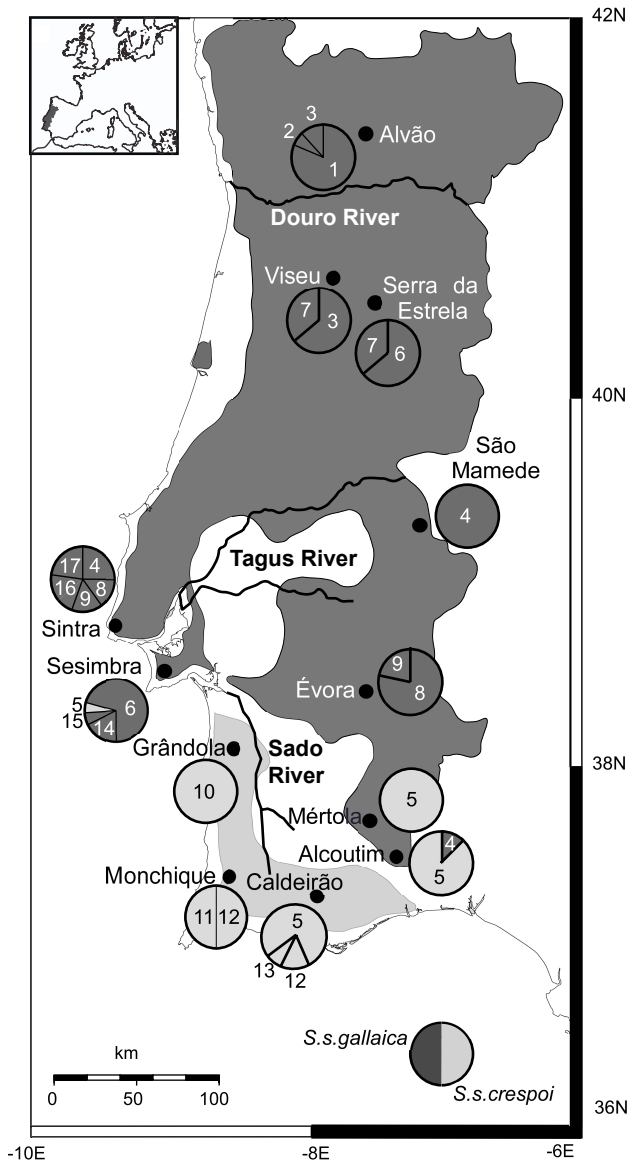 42N
3
2
1
Alvão
Douro River
Viseu
7 3
Serra da
Estrela
7 6
40N
São
Mamede
4
Tagus River
17 4
16 9 8
Sintra
Sesimbra
5 6
15 14
Évora
9
8
Grândola
Sado
River
38N
10
Mértola
5
Alcoutim
4
5
Monchique
Caldeirão
11 12
5
13
12
S.s.gallaica
S.s.crespoi
km
0 50 100
36N
-10E -8E -6E